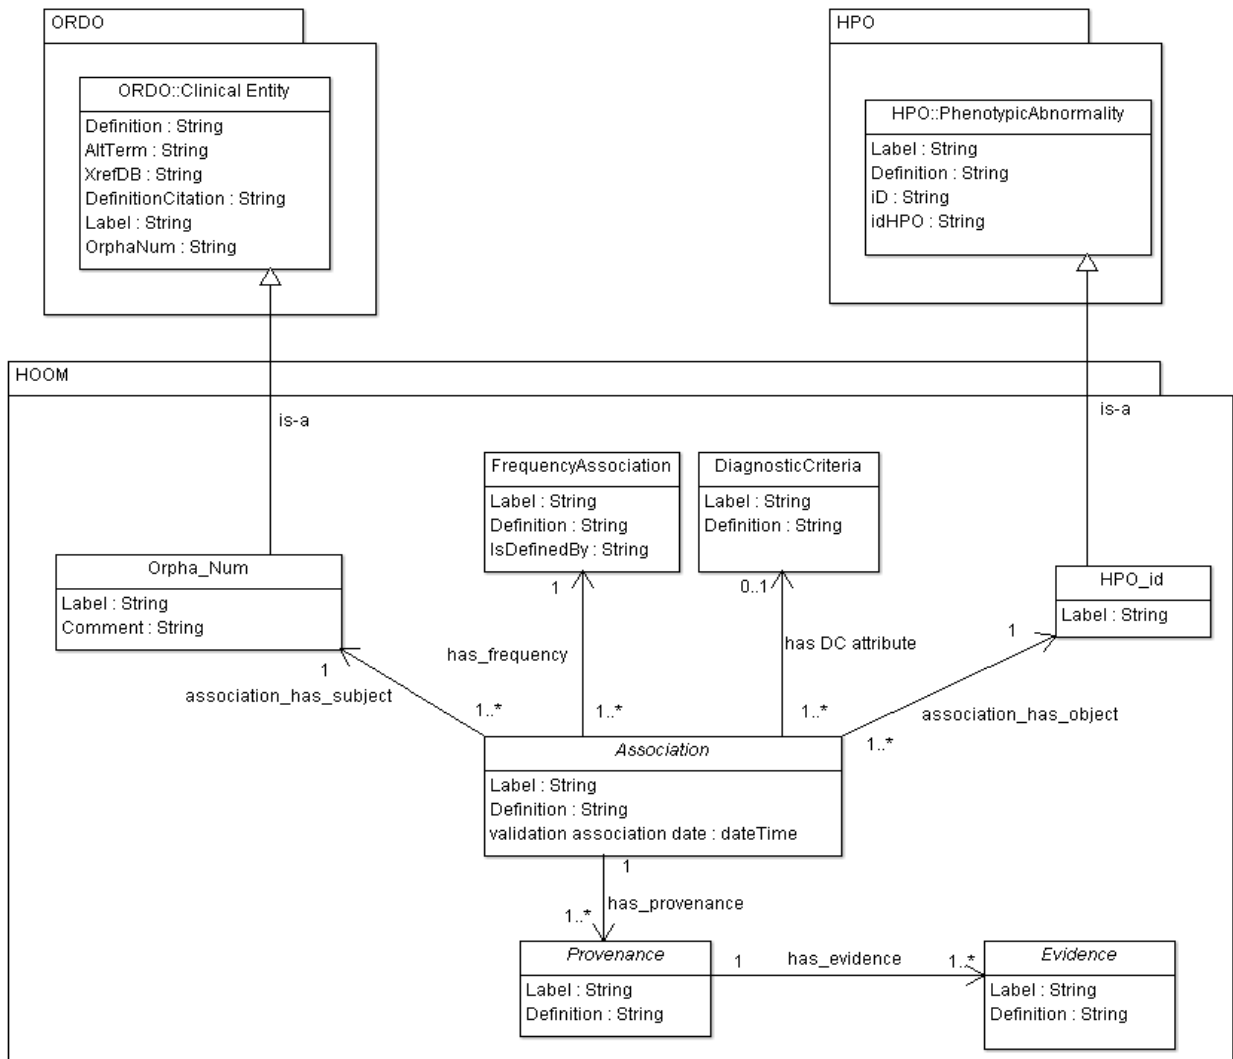 ORDO
ORDO::Clinical Entity
Definition : String
AltTerm : String
XrefDB : String
DefinitionCitation : String
Label : String
OrphaNum : String
HPO
HPO::PhenotypicAbnormality
Label : String
Definition : String
iD : String
idHPO : String
HOOM
is-a
is-a
FrequencyAssociation
Label : String
Definition : String
IsDefinedBy : String
DiagnosticCriteria
Label : String
Definition : String
Orpha_Num
Label : String
Comment : String
HPO_id
Label : String
1
0..1
1
1
has_frequency
has DC attribute
association_has_subject
association_has_object
1..*
1..*
1..*
1..*
Association
Label : String
Definition : String
validation association date : dateTime
1
has_provenance
1..*
Provenance
Label : String
Definition : String
1
has_evidence
1..*
Evidence
Label : String
Definition : String